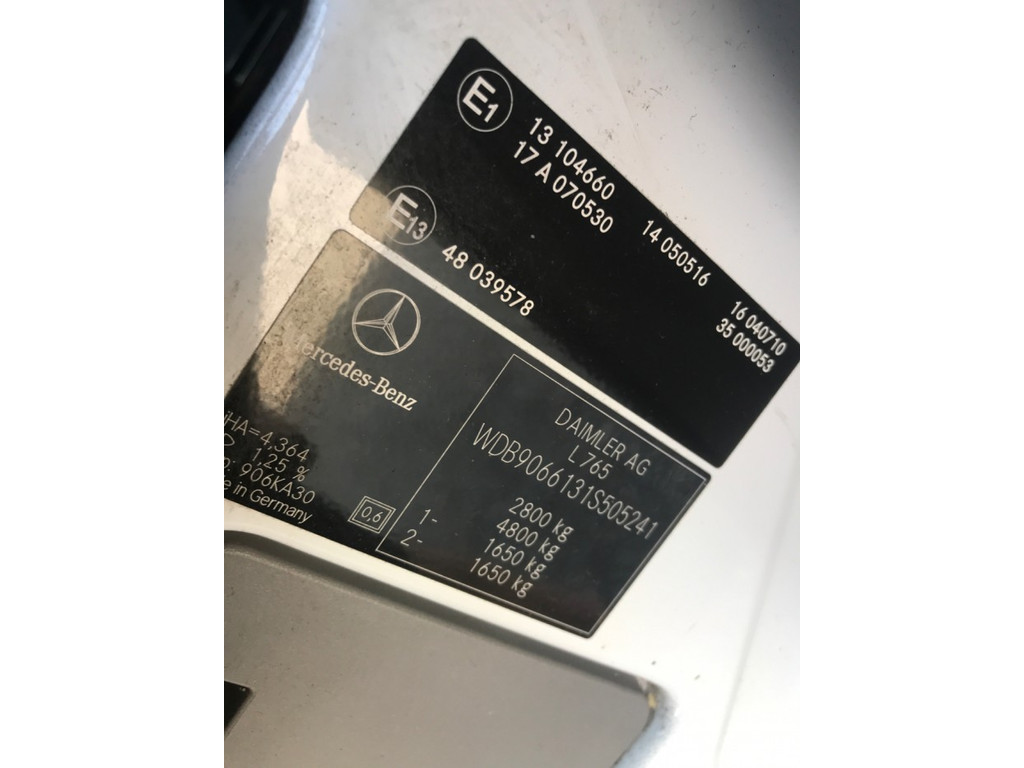 E1
13 104660
17 A 070530
14 050516
16 040710
35 000053
E13
48 039578
Mercedes-Benz
iHA=4,364
1,25 %
906KA30
in Germany
0,6
DAIMLER AG
L 765
WDB9066131S505241
2800 kg
4800 kg
1- 1650 kg
2- 1650 kg